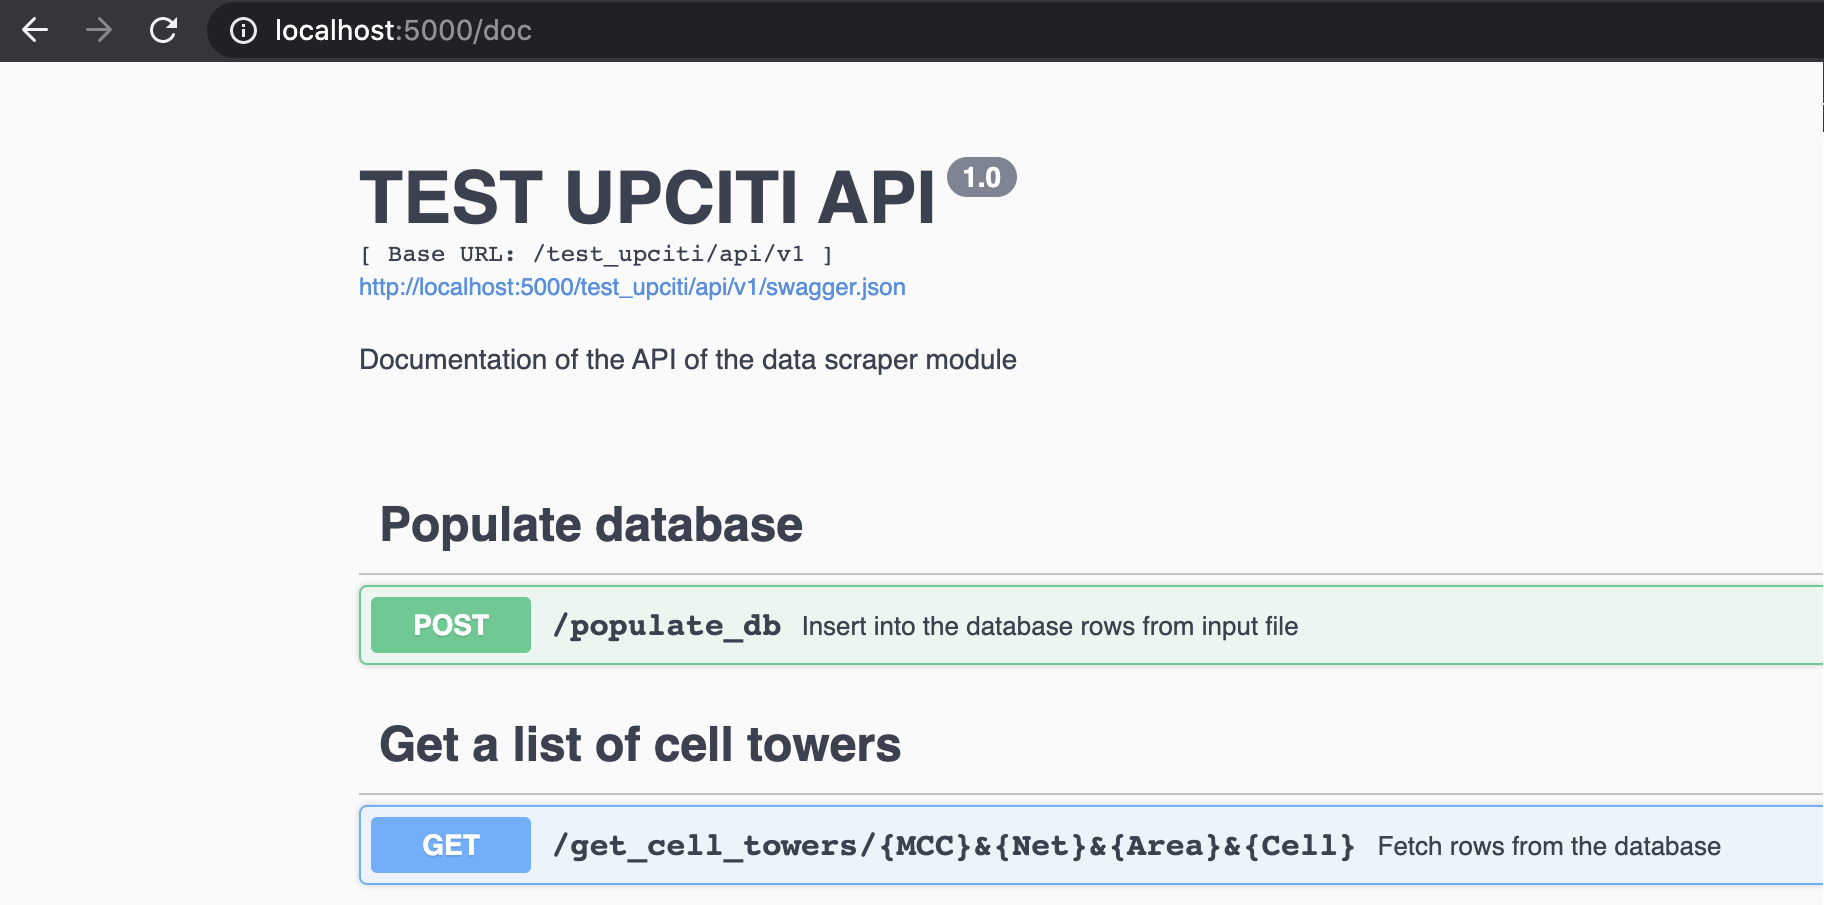 localhost:5000/doc
TEST UPCITI API 1.0
[ Base URL: /test_upciti/api/v1 ]
http://localhost:5000/test_upciti/api/v1/swagger.json
Documentation of the API of the data scraper module
Populate database
POST /populate_db Insert into the database rows from input file
Get a list of cell towers
GET /get_cell_towers/{MCC}&{Net}&{Area}&{Cell} Fetch rows from the database